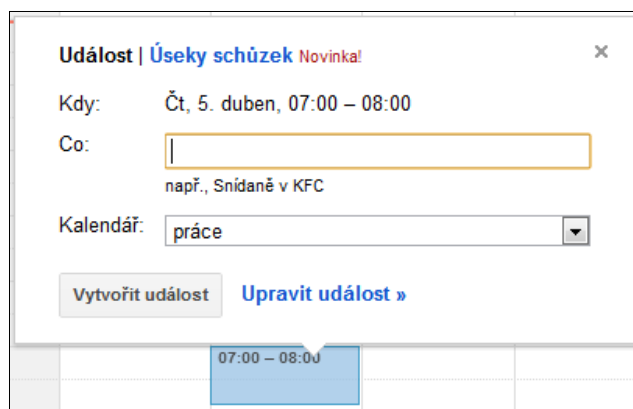 Událost | Úseky schůzek Novinka!
Kdy: Čt, 5. duben, 07:00 – 08:00
Co:
např., Snídaně v KFC
Kalendář: práce
Vytvořit událost Upravit událost »
07:00 – 08:00